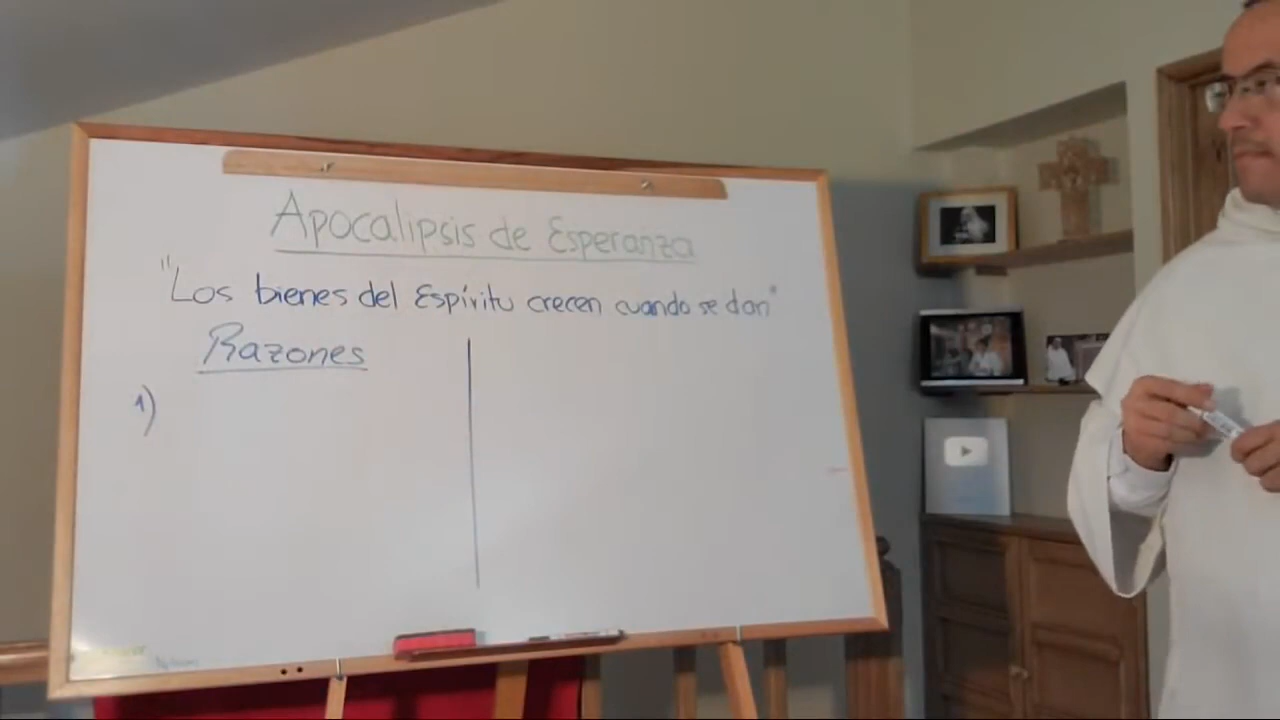 Apocalipsis de Esperanza
"Los bienes del Espíritu crecen cuando se dan"
Razones
1)